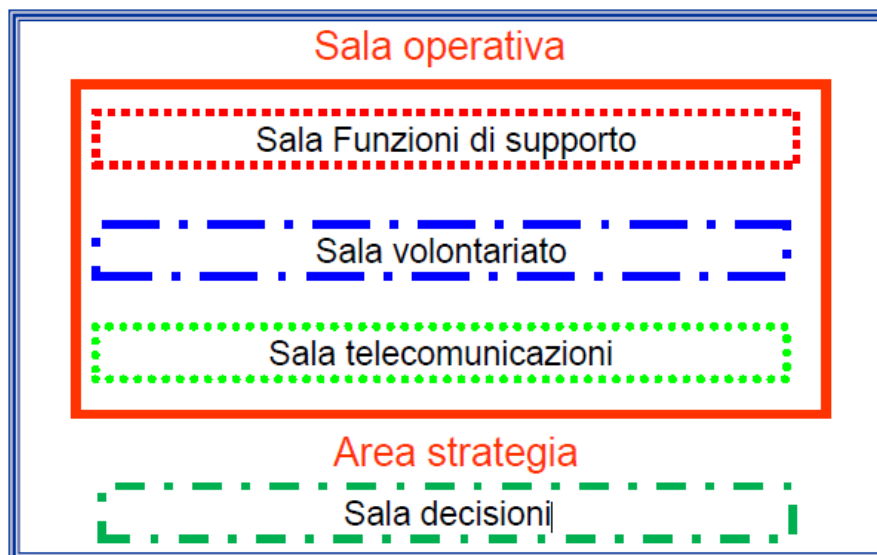 Sala operativa
Sala Funzioni di supporto
Sala volontariato
Sala telecomunicazioni
Area strategia
Sala decisioni